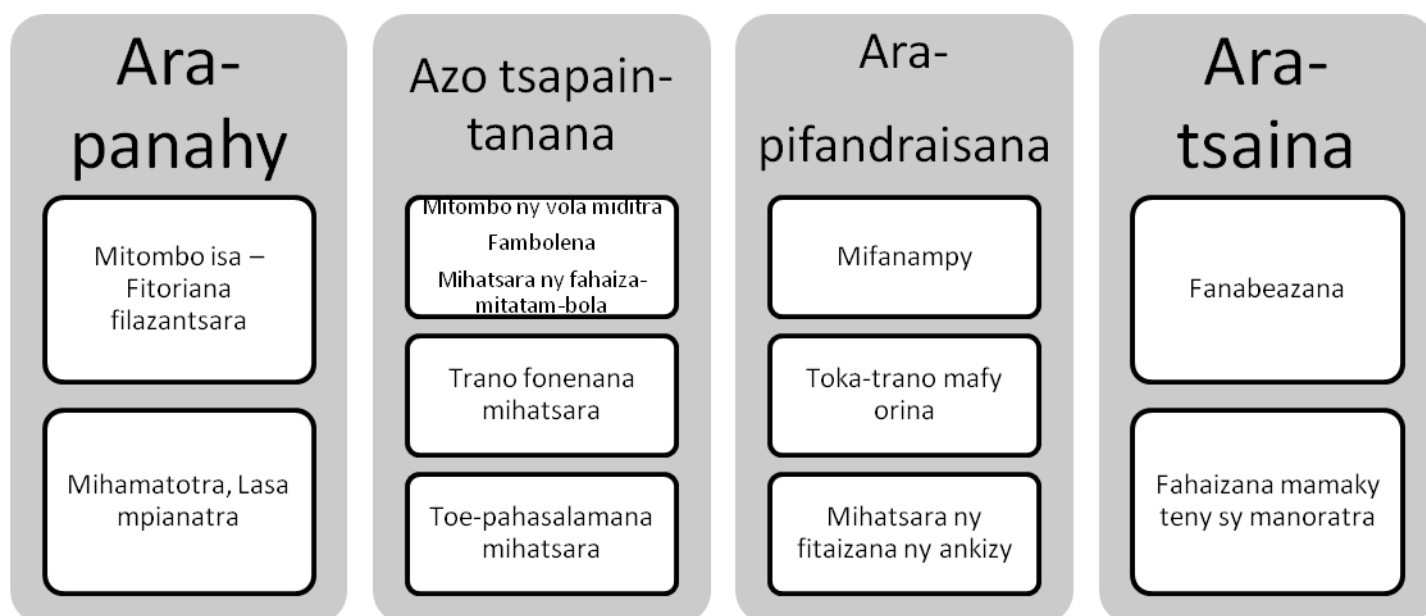 Ara-
panahy
Mitombo isa –
Fitoriana
filazantsara
Mihamatotra, Lasa
mpianatra
Azo tsapain-
tanana
Mitombo ny vola miditra
Fambolena
Mihatsara ny fahaiza-
mitatam-bola
Trano fonenana
mihatsara
Toe-pahasalamana
mihatsara
Ara-
pifandraisana
Mifanampy
Toka-trano mafy
orina
Mihatsara ny
fitaizana ny ankizy
Ara-
tsaina
Fanabeazana
Fahaizana mamaky
teny sy manoratra